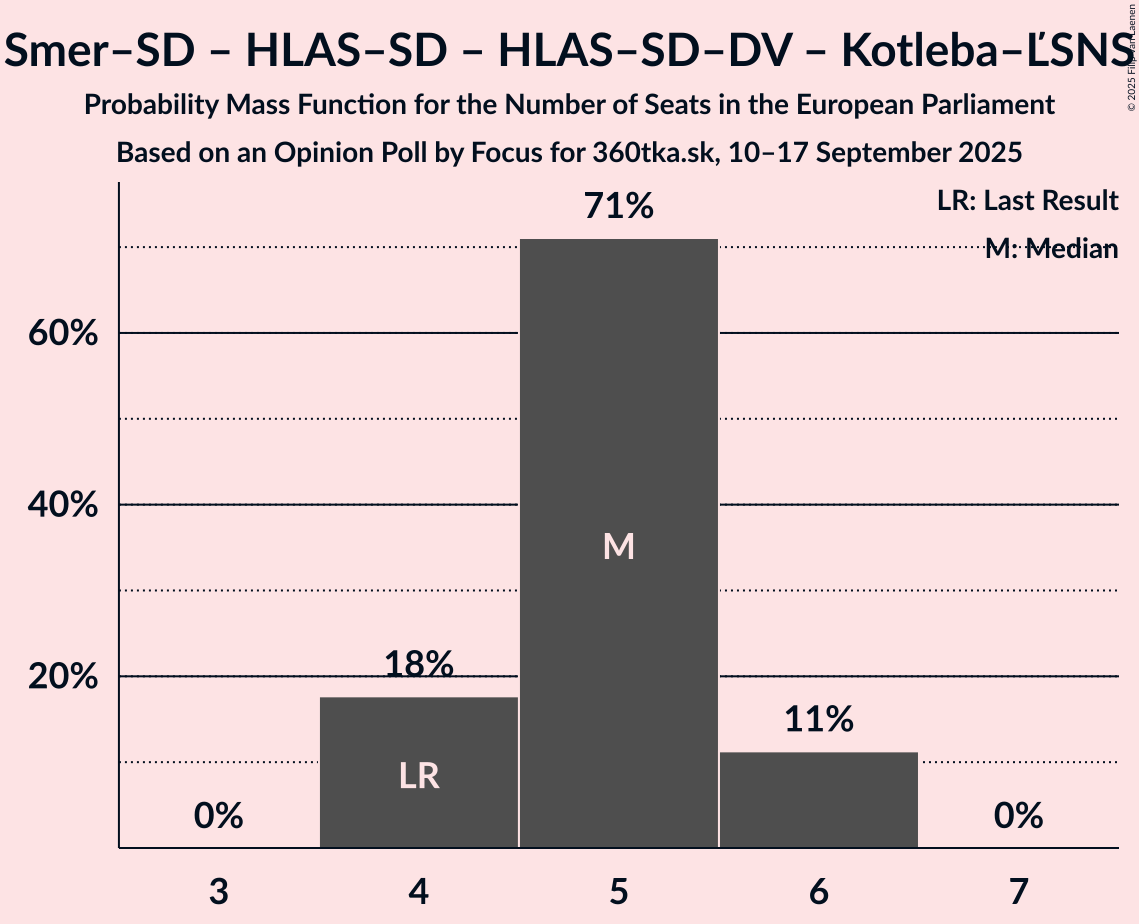 Smer–SD – HLAS–SD – HLAS–SD–DV – Kotleba–ĽSNS
© 2025 Filip van Laenen
Probability Mass Function for the Number of Seats in the European Parliament
Based on an Opinion Poll by Focus for 360tka.sk, 10–17 September 2025
LR: Last Result
M: Median
71%
60%
40%
M
20%
18%
11%
LR
0%
0%
3
4
5
6
7